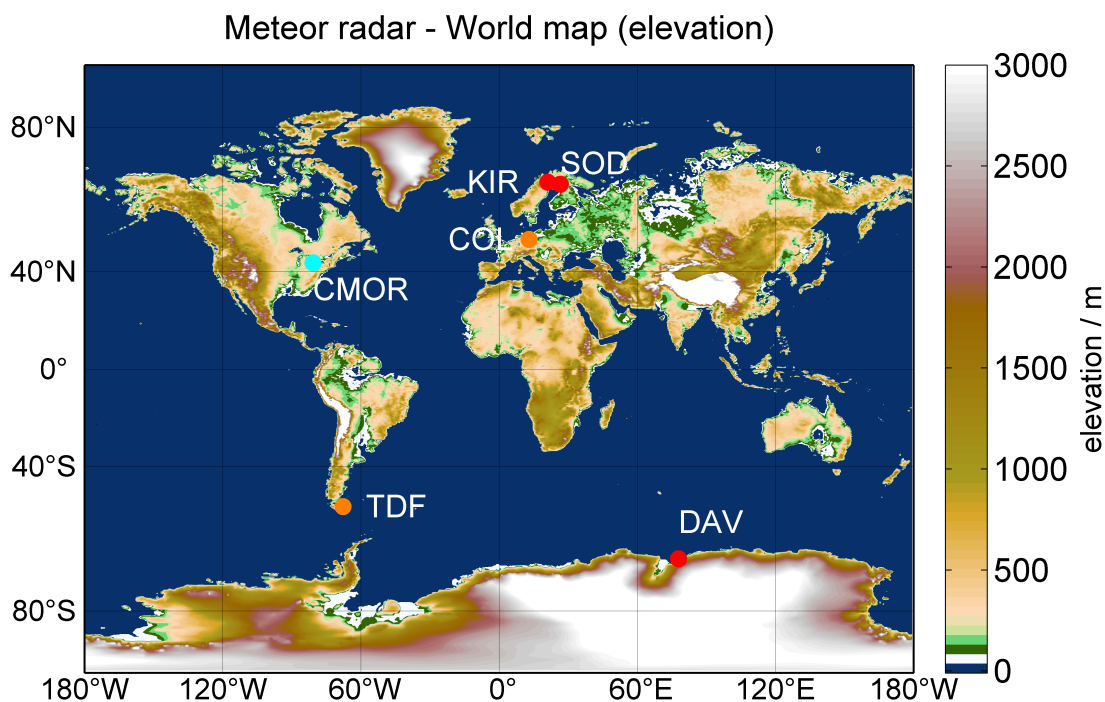 Meteor radar - World map (elevation)
80°N
40°N
0°
40°S
80°S
180°W
120°W
60°W
0°
60°E
120°E
180°W
KIR
SOD
COL
CMOR
TDF
DAV
3000
2500
2000
1500
1000
500
0
elevation / m